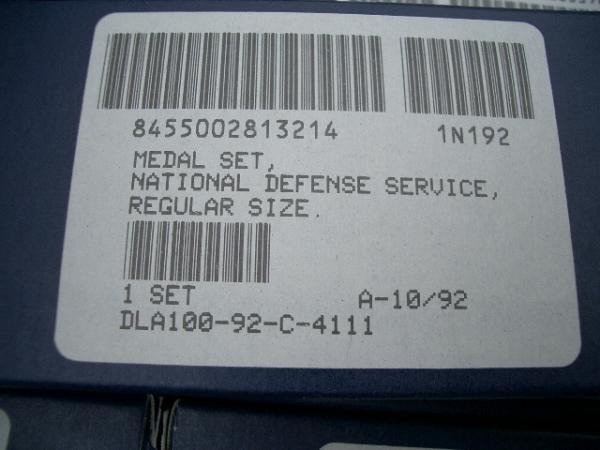 8455002813214 1N192
MEDAL SET,
NATIONAL DEFENSE SERVICE,
REGULAR SIZE.
1 SET A-10/92
DLA100-92-C-4111